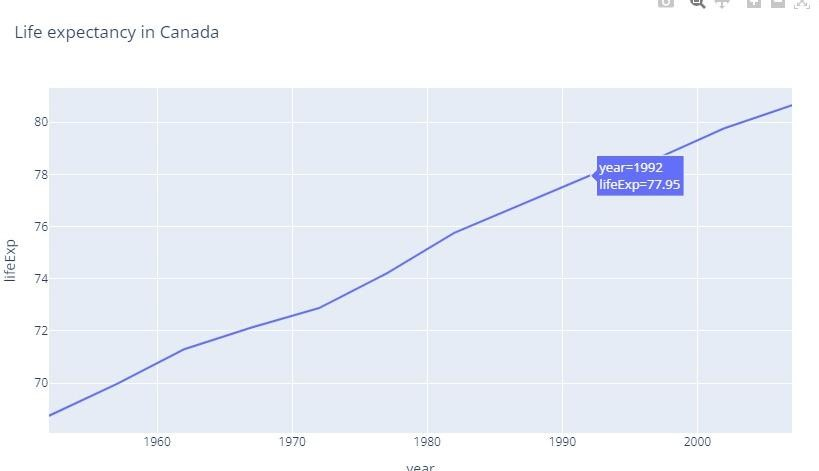 Life expectancy in Canada
80
78
76
74
72
70
lifeExp
year=1992
lifeExp=77.95
1960 1970 1980 1990 2000
year